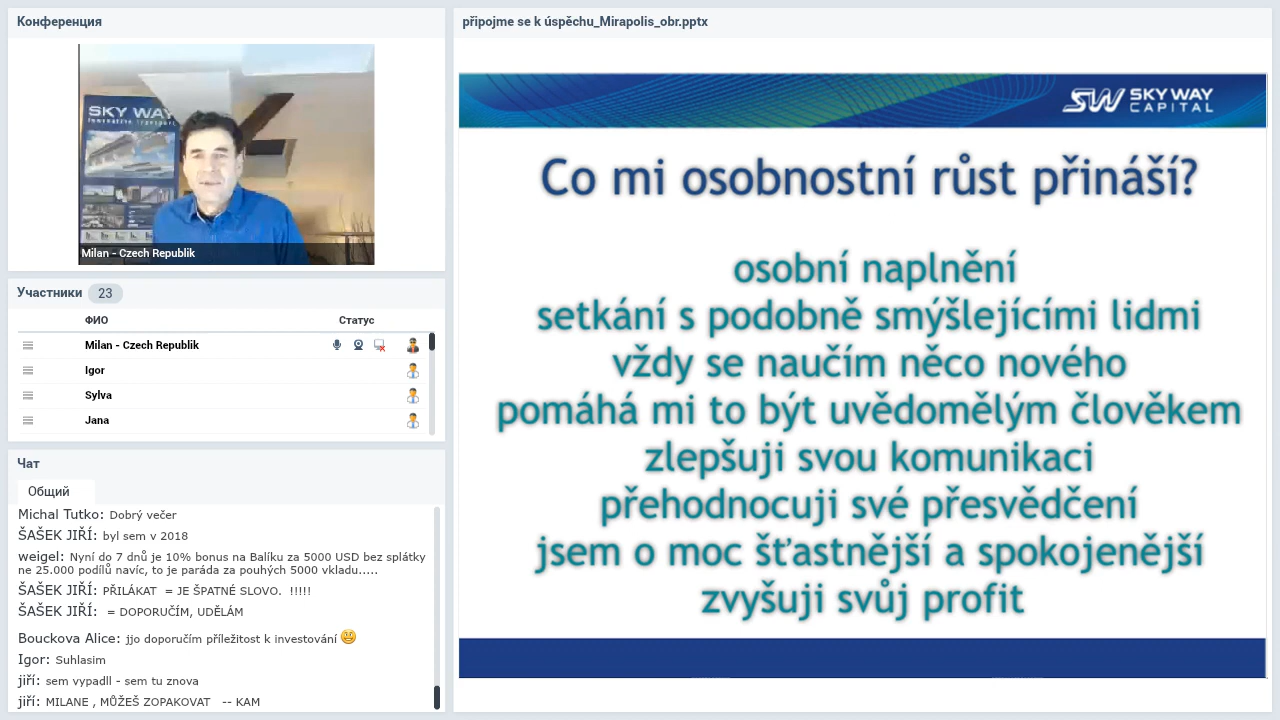 Конференция
SKY WAY
Innovative transport
Milan - Czech Republik
Участники 23
ФИО Статус
Milan - Czech Republik
Igor
Sylva
Jana
Чат
Общий
Michal Tutko: Dobrý večer
ŠAŠEK JIŘÍ: byl sem v 2018
weigel: Nyní do 7 dnů je 10% bonus na Balíku za 5000 USD bez splátky
ne 25.000 podílů navíc, to je paráda za pouhých 5000 vkladu.....
ŠAŠEK JIŘÍ: PŘILÁKAT = JE ŠPATNÉ SLOVO. !!!!!
ŠAŠEK JIŘÍ: = DOPORUČÍM, UDĚLÁM
Bouckova Alice: jjo doporučím příležitost k investování
Igor: Suhlasim
jiří: sem vypadll - sem tu znova
jiří: MILANE , MŮŽEŠ ZOPAKOVAT -- KAM
připojme se k úspěchu_Mirapolis_obr.pptx
SW SKY WAY
CAPITAL
Co mi osobnostní růst přináší?
osobní naplnění
setkání s podobně smýšlejícími lidmi
vždy se naučím něco nového
pomáhá mi to být uvědomělým člověkem
zlepšuji svou komunikaci
přehodnocuji své přesvědčení
jsem o moc šťastnější a spokojenější
zvyšuji svůj profit